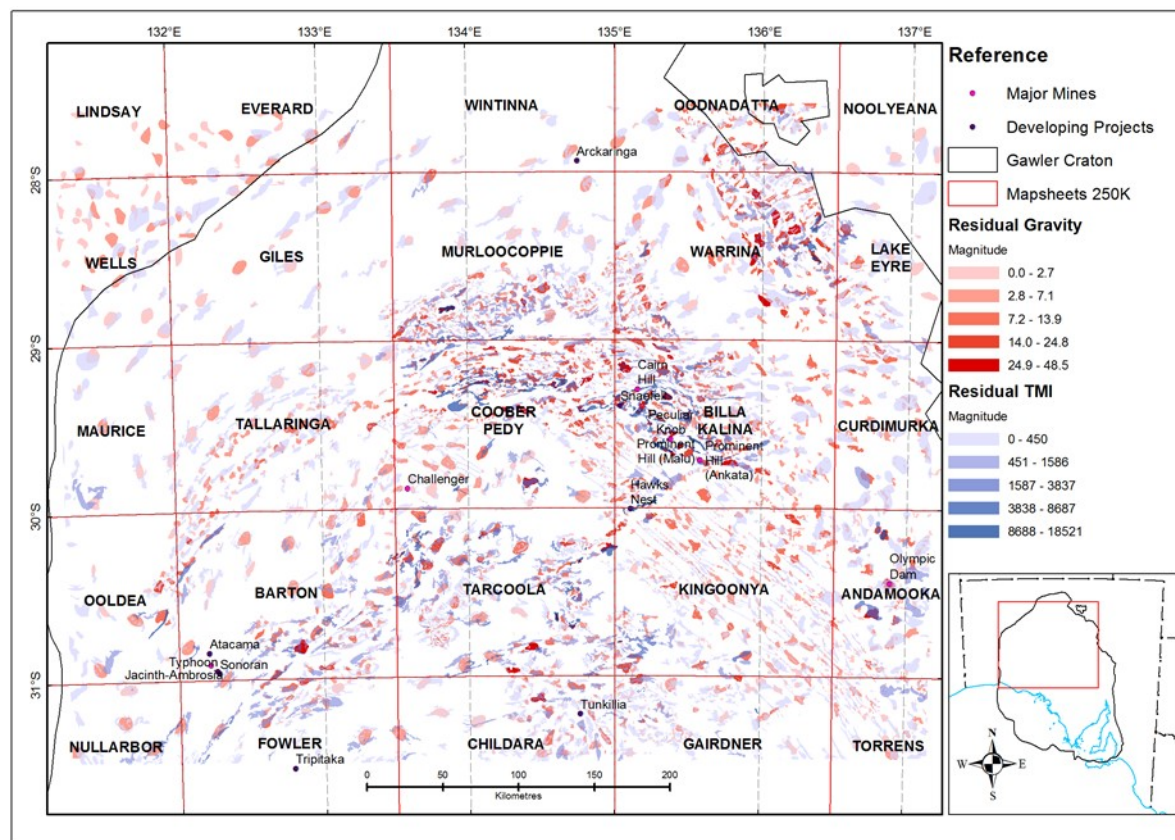 132°E 133°E 134°E 135°E 136°E 137°E
LINDSAY EVERARD WINTINNA OODNADATTA NOOLYEANA
Arckaringa
28°S
WELLS GILES MURLOOCOPPIE WARRINA LAKE
EYRE
29°S
Cairn
Hill
Snaefell
MAURICE TALLARINGA COOBER
PEDY
Peculiar
Knob
BILLA
KALINA
CURDIMURKA
Prominent
Hill (Malu)
Prominent
Hill
(Ankata)
Challenger
Hawks
Nest
30°S
Olympic
Dam
OOLDEA BARTON TARCOOLA KINGOONYA ANDAMOOKA
Atacama
Typhoon Sonoran
Jacinth-Ambrosia
31°S
Tunkillia
NULLARBOR FOWLER CHILDARA GAIRDNER TORRENS
Tripitaka
0 50 100 150 200
Kilometres
Reference
Major Mines
Developing Projects
Gawler Craton
Mapsheets 250K
Residual Gravity
Magnitude
0.0 - 2.7
2.8 - 7.1
7.2 - 13.9
14.0 - 24.8
24.9 - 48.5
Residual TMI
Magnitude
0 - 450
451 - 1586
1587 - 3837
3838 - 8687
8688 - 18521
N
W E
S